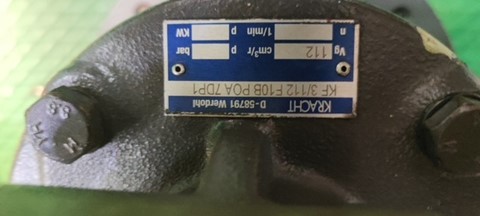 KRACHT D-58791 Werdohl
KF 3/112 F10B POA 7DP1
Vg 112 cm³/r p bar
n 1/min P KW
8.8